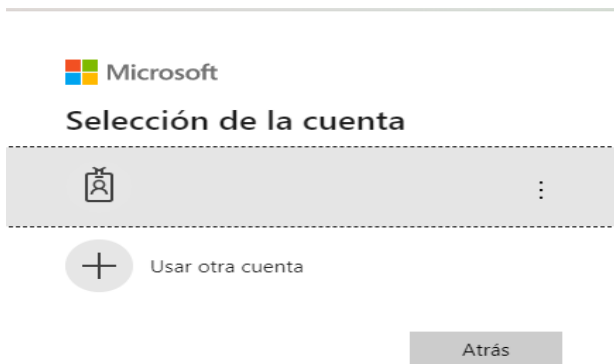 Microsoft
Selección de la cuenta
Usar otra cuenta
Atrás